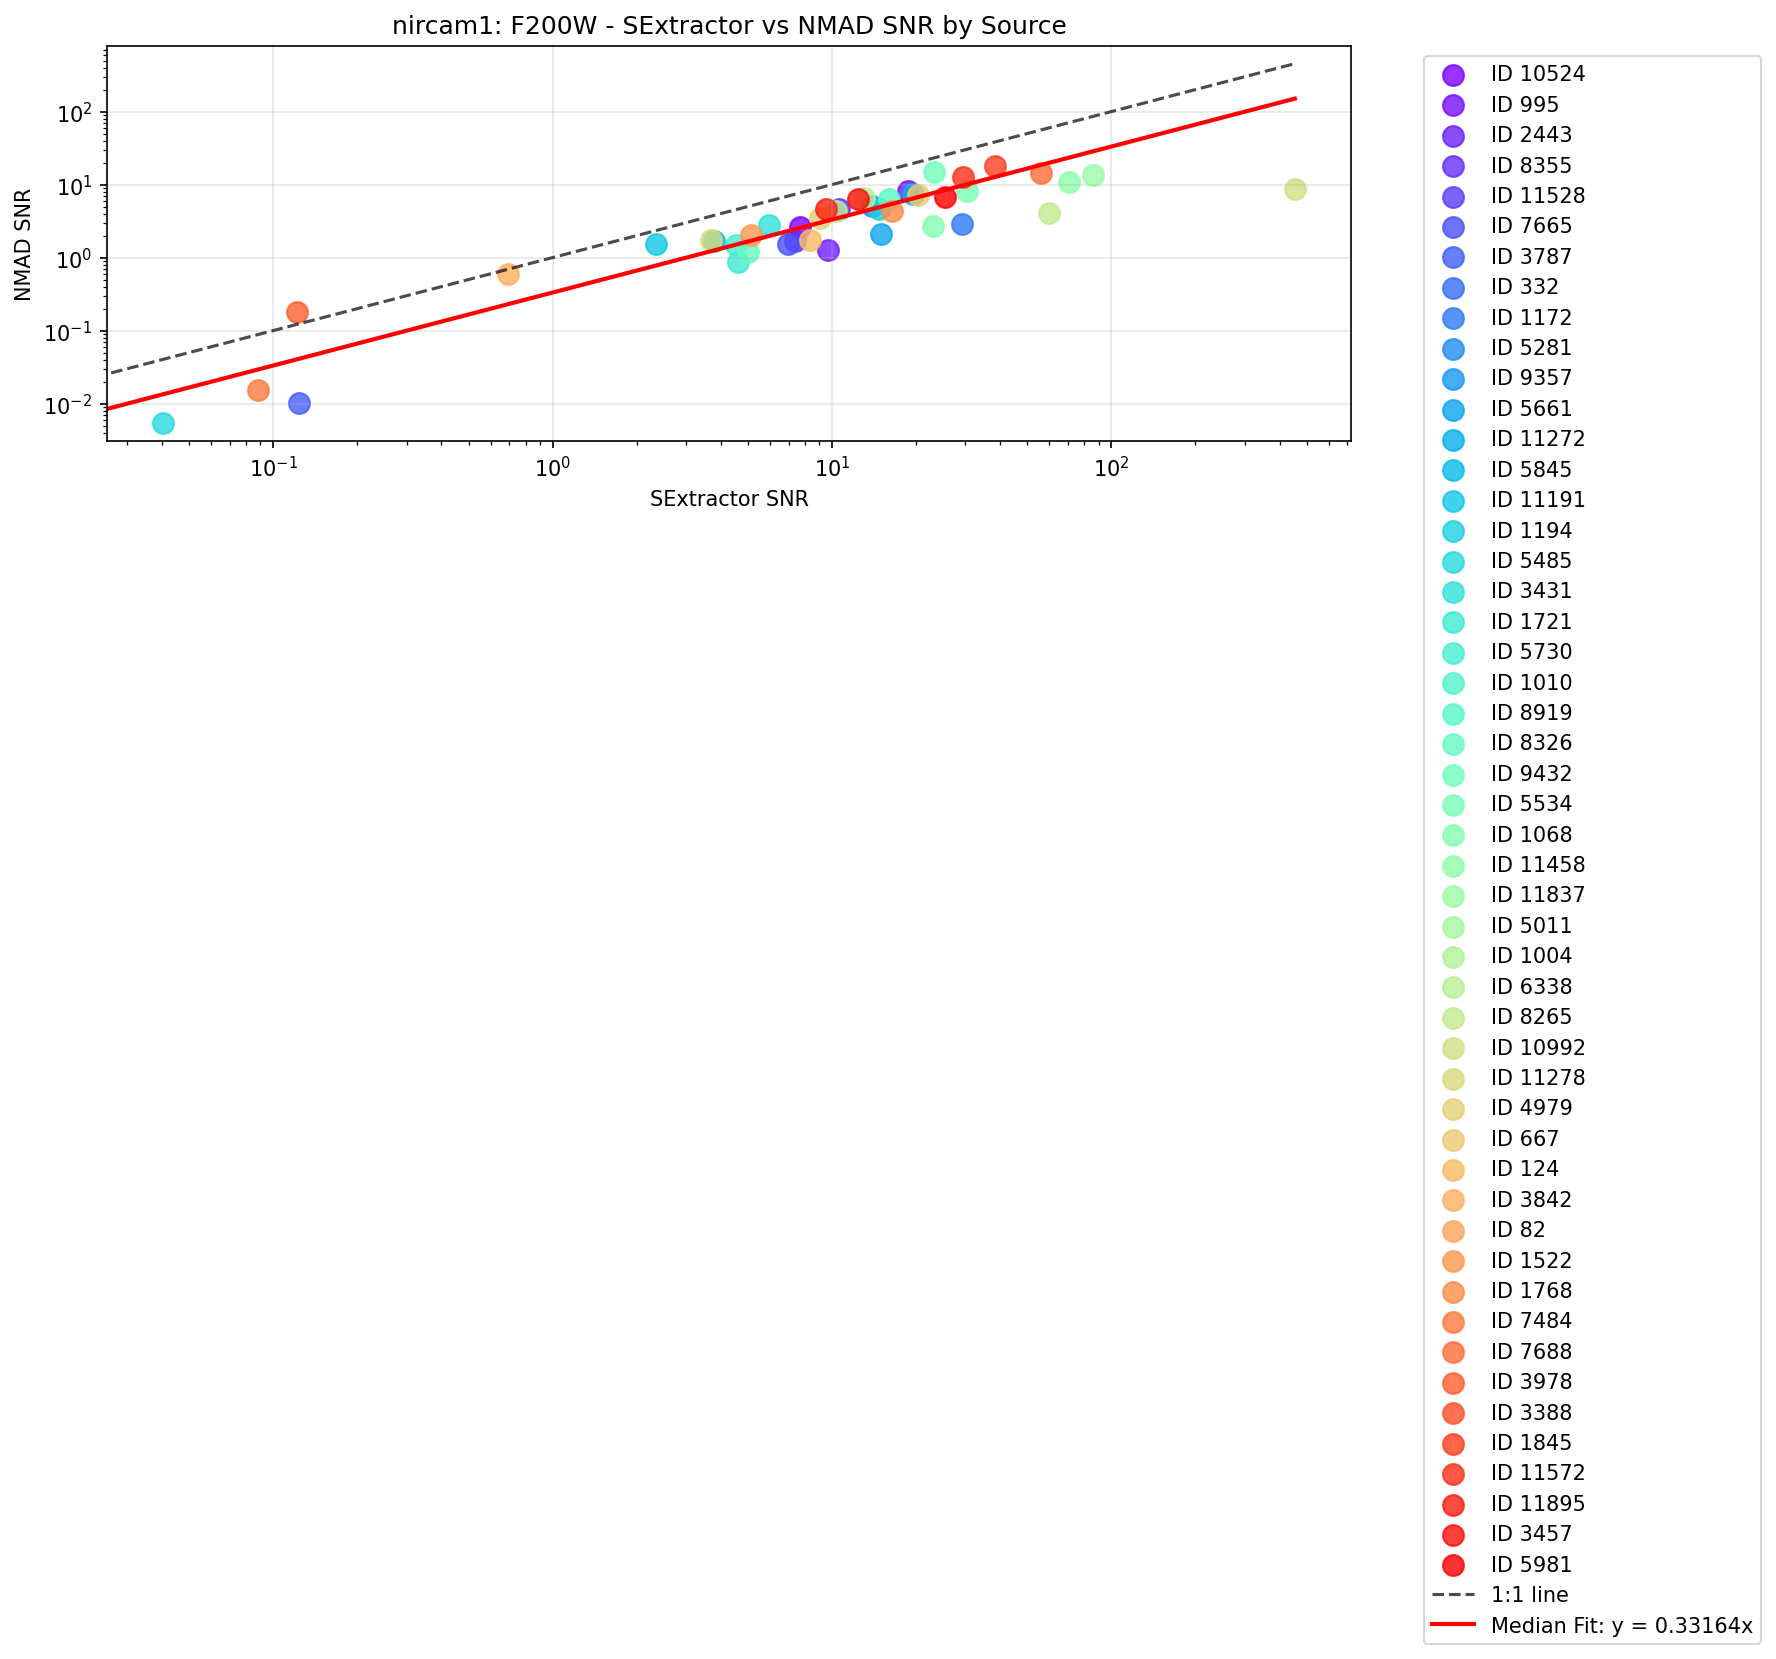 nircam1: F200W - SExtractor vs NMAD SNR by Source
NMAD SNR
10²
10¹
10⁰
10⁻¹
10⁻²
10⁻¹ 10⁰ 10¹ 10²
SExtractor SNR
ID 10524
ID 995
ID 2443
ID 8355
ID 11528
ID 7665
ID 3787
ID 332
ID 1172
ID 5281
ID 9357
ID 5661
ID 11272
ID 5845
ID 11191
ID 1194
ID 5485
ID 3431
ID 1721
ID 5730
ID 1010
ID 8919
ID 8326
ID 9432
ID 5534
ID 1068
ID 11458
ID 11837
ID 5011
ID 1004
ID 6338
ID 8265
ID 10992
ID 11278
ID 4979
ID 667
ID 124
ID 3842
ID 82
ID 1522
ID 1768
ID 7484
ID 7688
ID 3978
ID 3388
ID 1845
ID 11572
ID 11895
ID 3457
ID 5981
1:1 line
Median Fit: y = 0.33164x